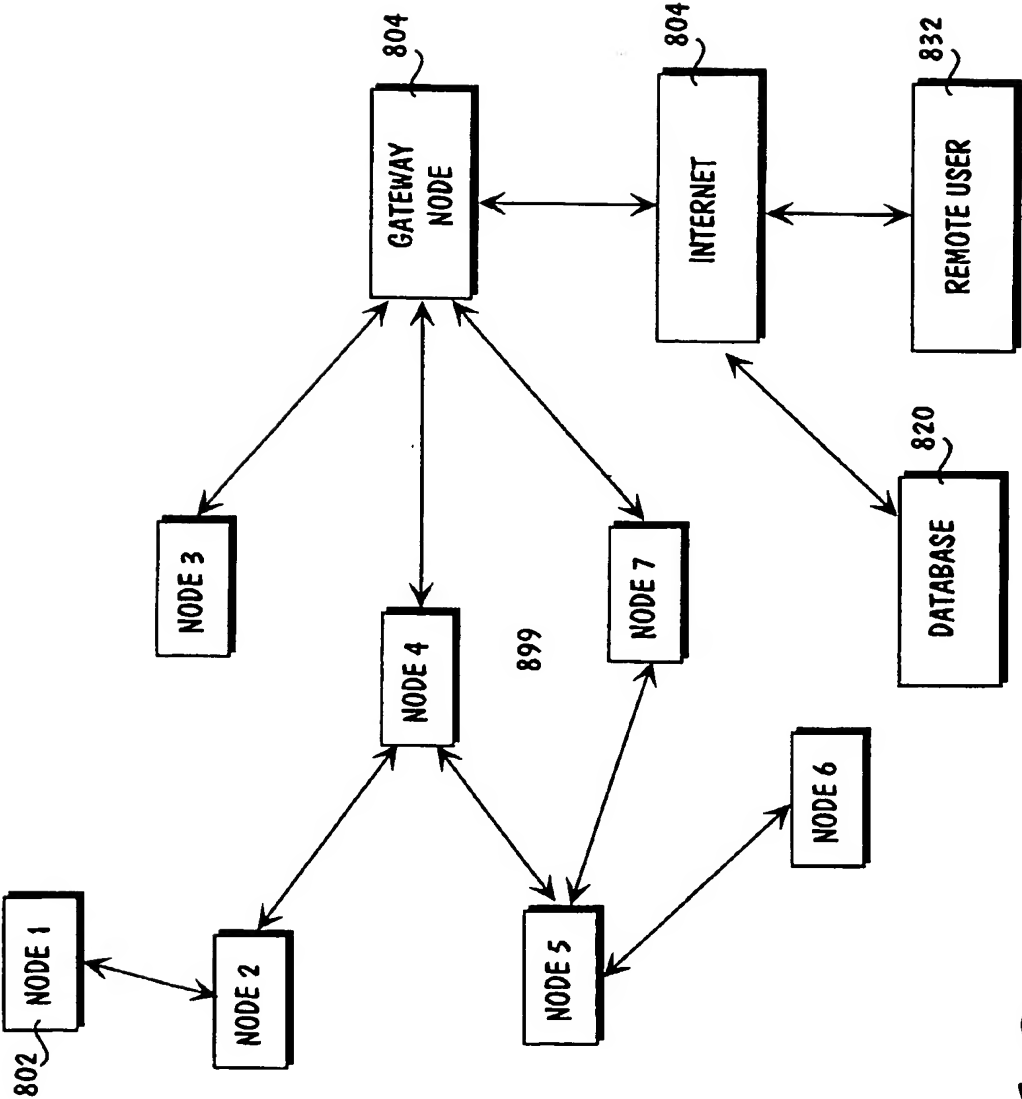 802
NODE 1
NODE 3
NODE 2
804
GATEWAY
NODE
NODE 4
899
NODE 5
NODE 7
804
INTERNET
NODE 6
820
DATABASE
832
REMOTE USER